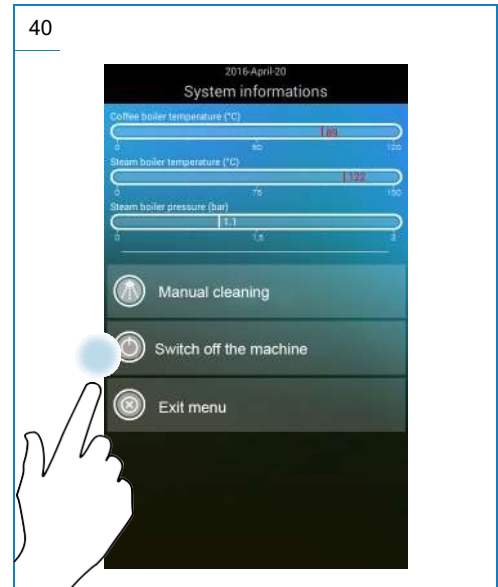 40
2016-April-20
System informations
Coffee boiler temperature (°C)
89
0 60 120
Steam boiler temperature (°C)
122
0 75 150
Steam boiler pressure (bar)
1.1
0 1,5 3
Manual cleaning
Switch off the machine
Exit menu